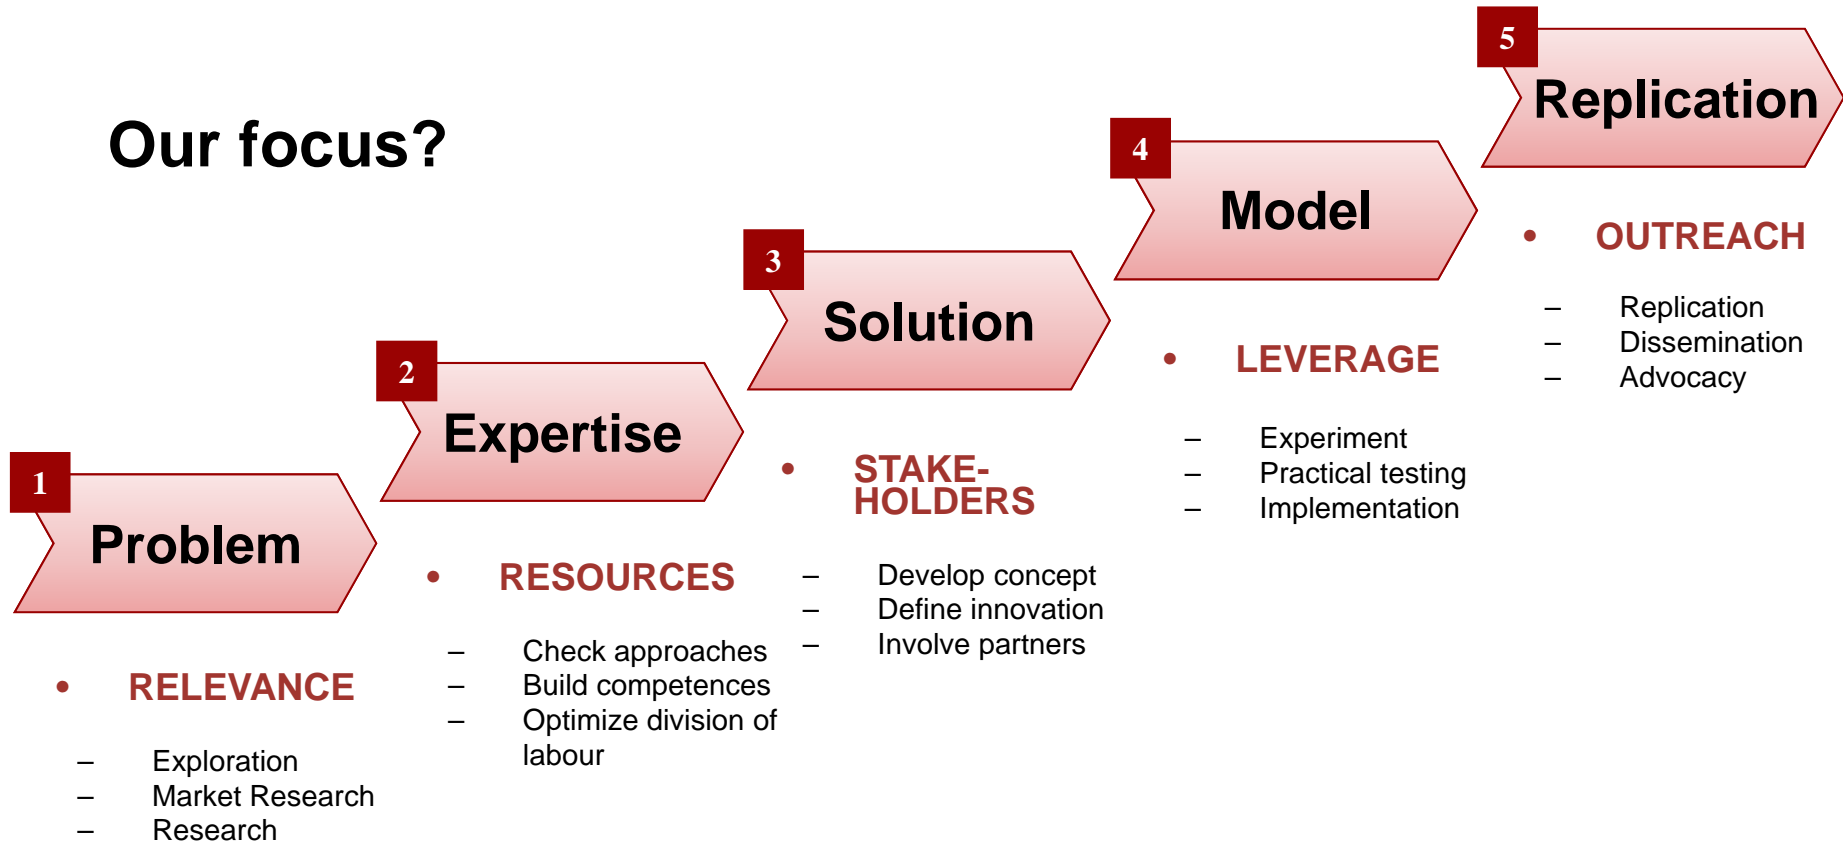 Our focus?
1
Problem
• RELEVANCE
– Exploration
– Market Research
– Research
2
Expertise
• RESOURCES
– Check approaches
– Build competences
– Optimize division of
labour
3
Solution
• STAKE-
HOLDERS
– Develop concept
– Define innovation
– Involve partners
4
Model
• LEVERAGE
– Experiment
– Practical testing
– Implementation
5
Replication
• OUTREACH
– Replication
– Dissemination
– Advocacy